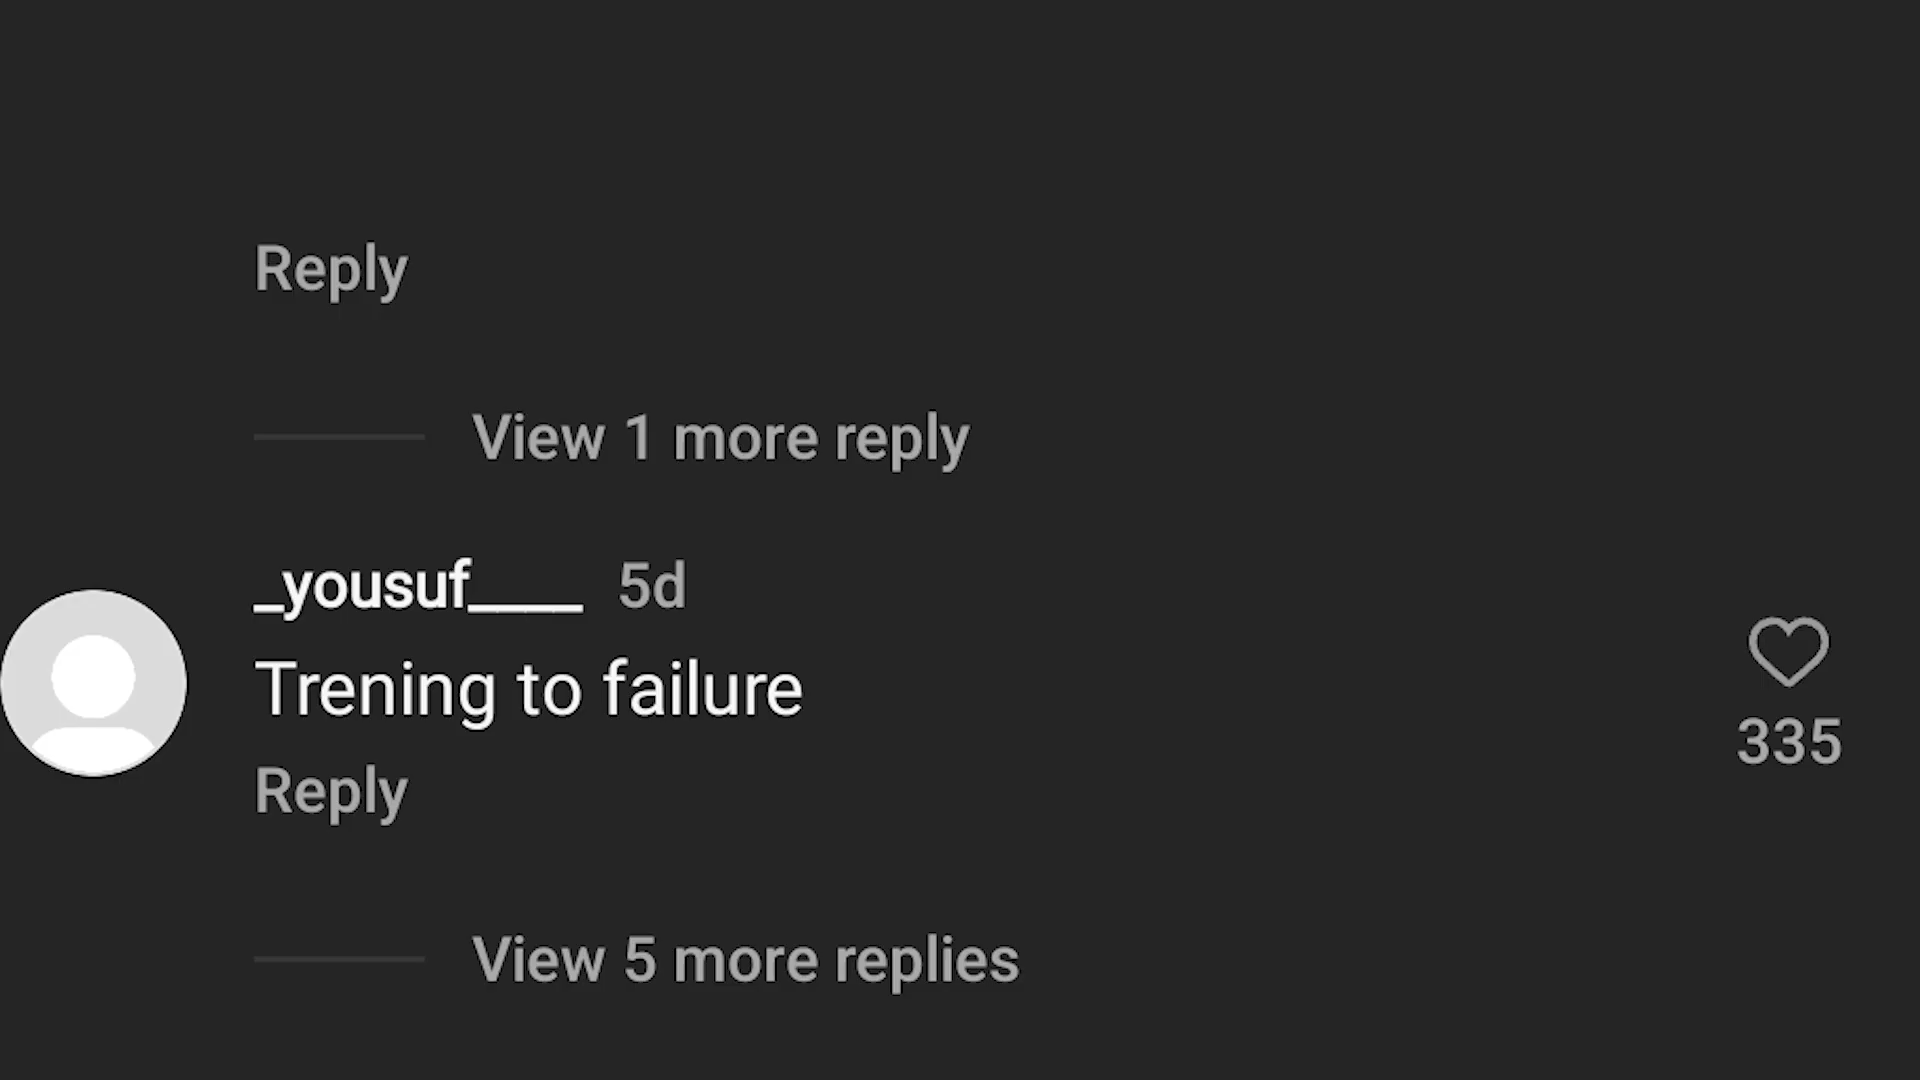 Reply
View 1 more reply
_yousuf____ 5d
Trening to failure
335
Reply
View 5 more replies